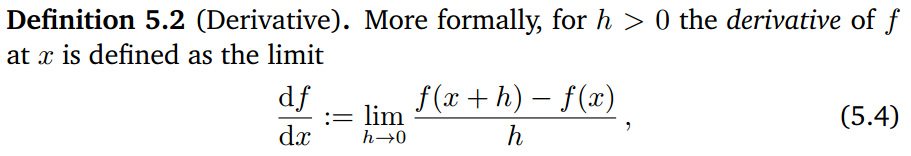 Definition 5.2 (Derivative). More formally, for h > 0 the derivative of f
at x is defined as the limit
df/dx := lim_{h→0} (f(x + h) − f(x))/h , (5.4)